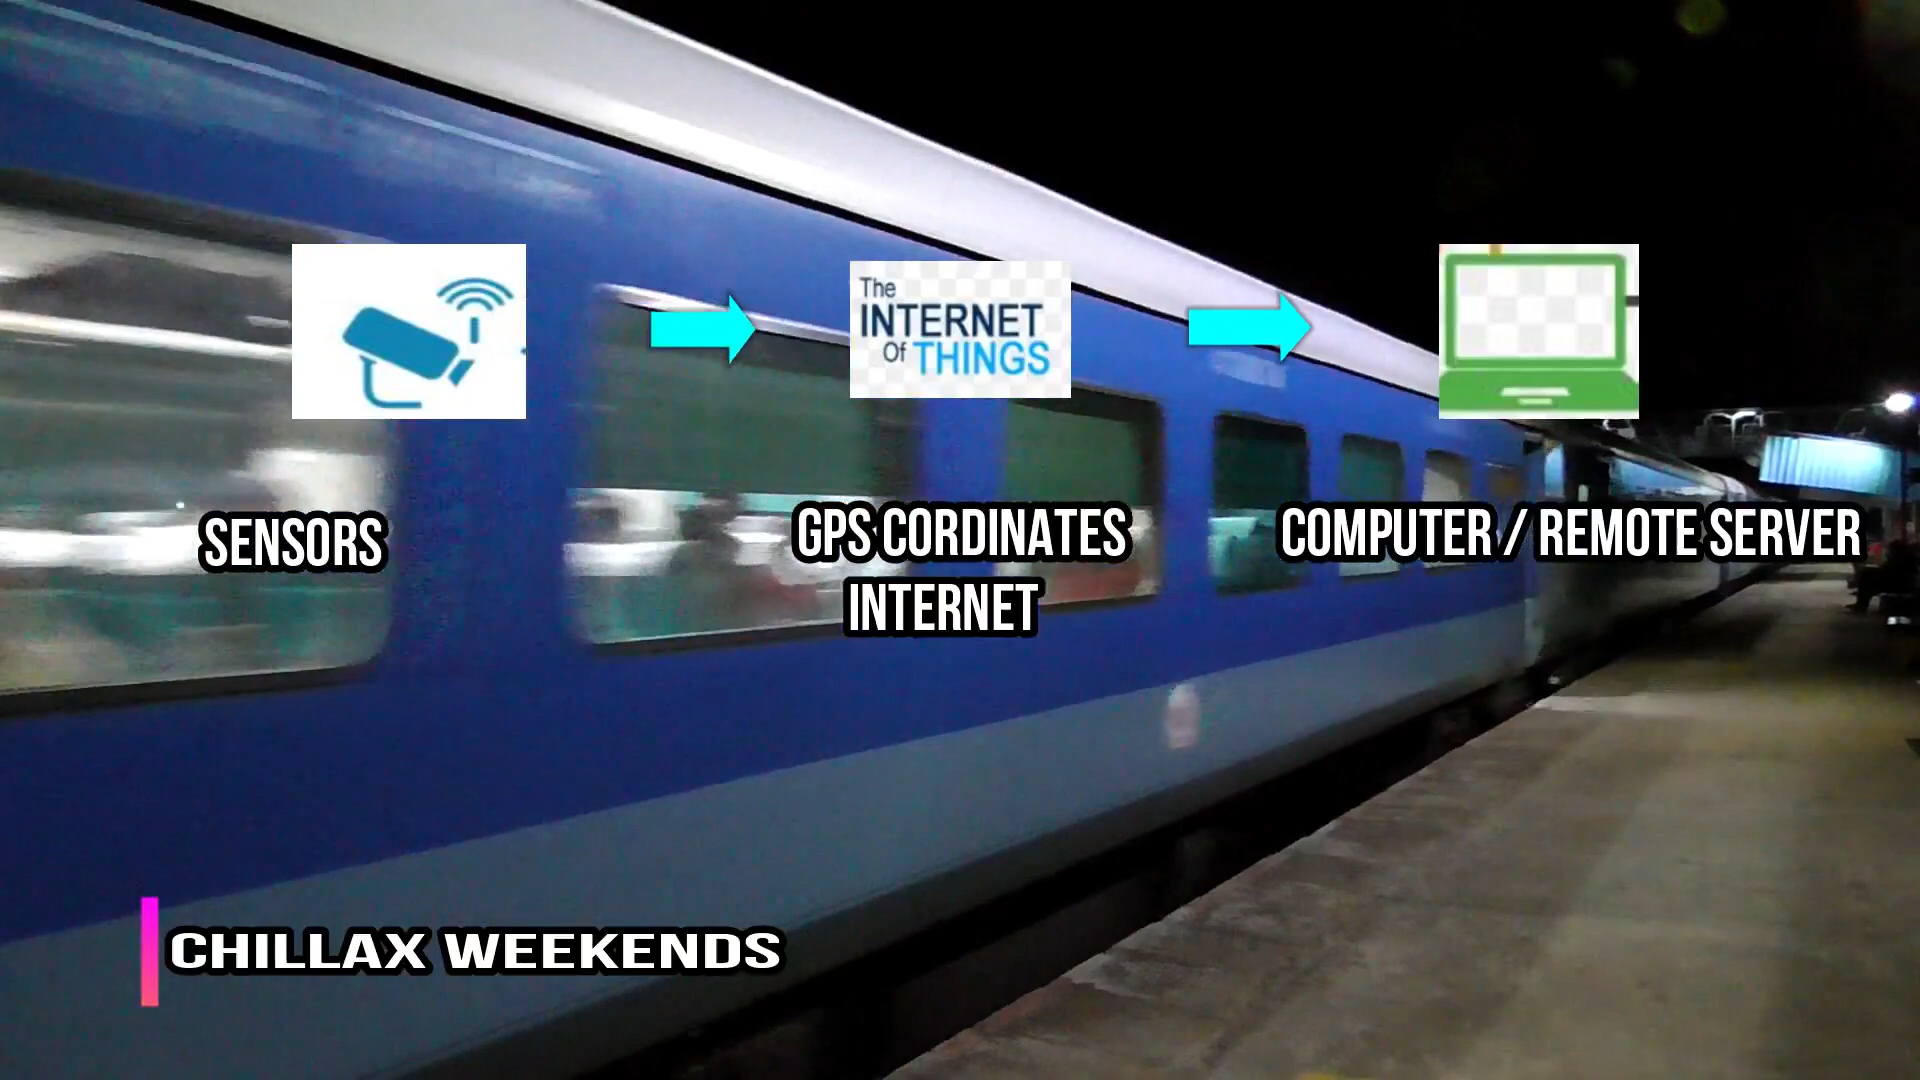 The
INTERNET
Of THINGS
SENSORS
GPS CORDINATES
INTERNET
COMPUTER / REMOTE SERVER
CHILLAX WEEKENDS